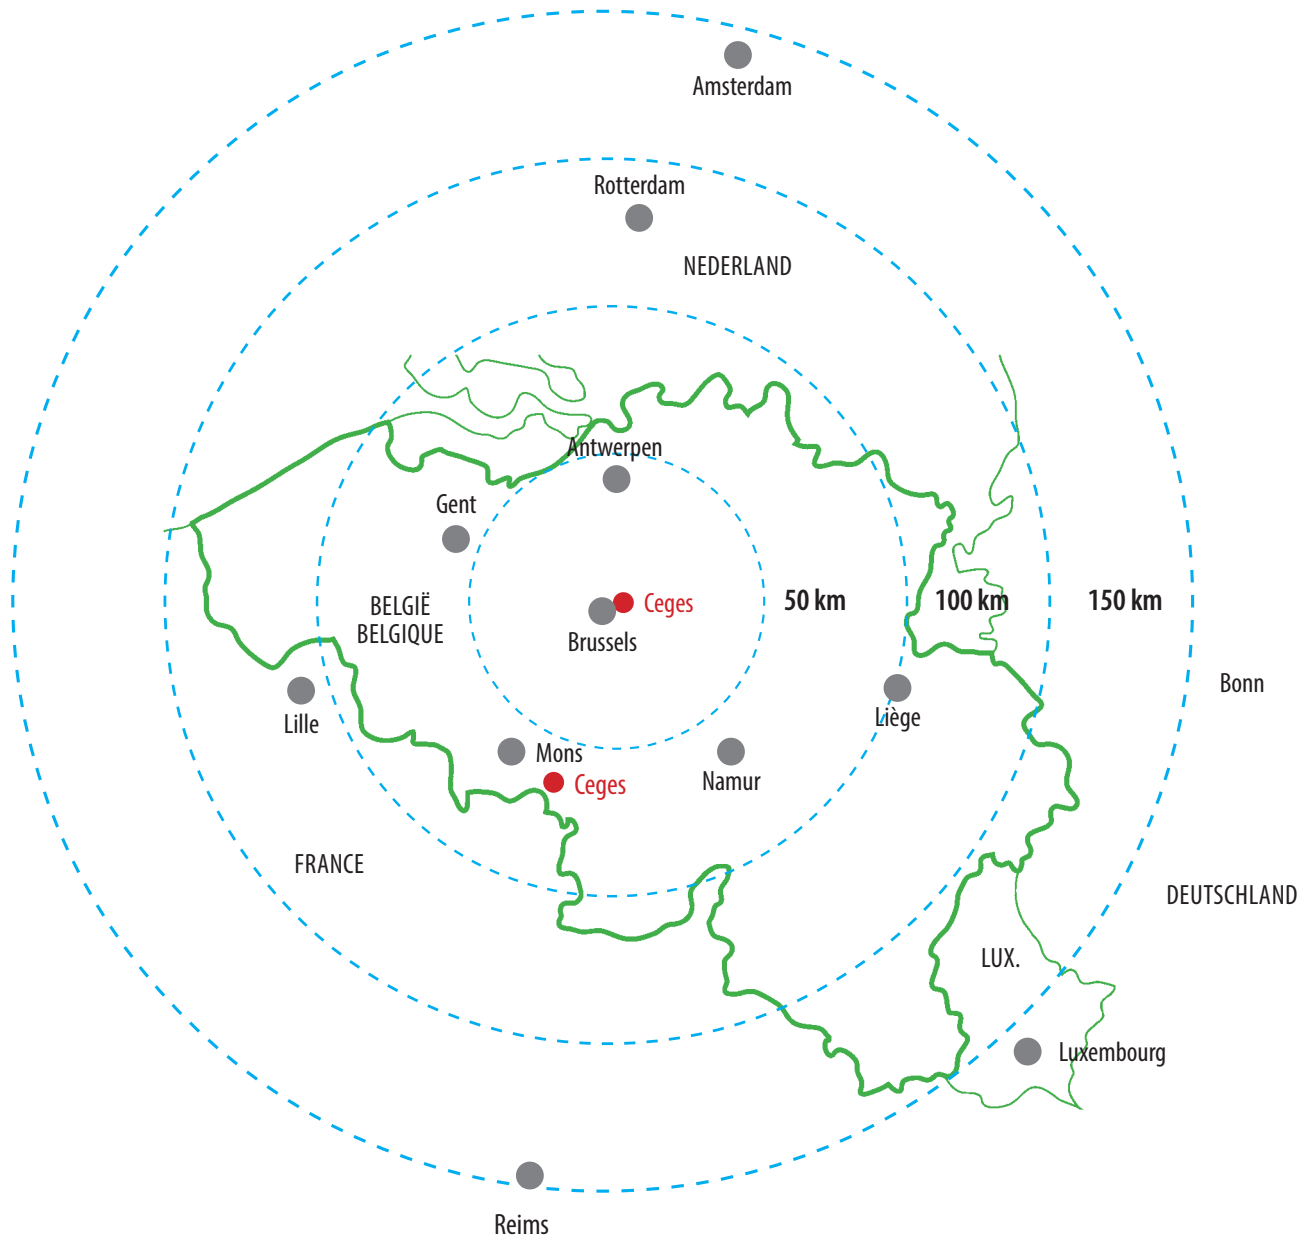 Amsterdam
Rotterdam
NEDERLAND
Antwerpen
Gent
BELGIË
BELGIQUE
Ceges
Brussels
50 km
100 km
150 km
Bonn
Lille
Liège
Mons
Ceges
Namur
FRANCE
DEUTSCHLAND
LUX.
Luxembourg
Reims